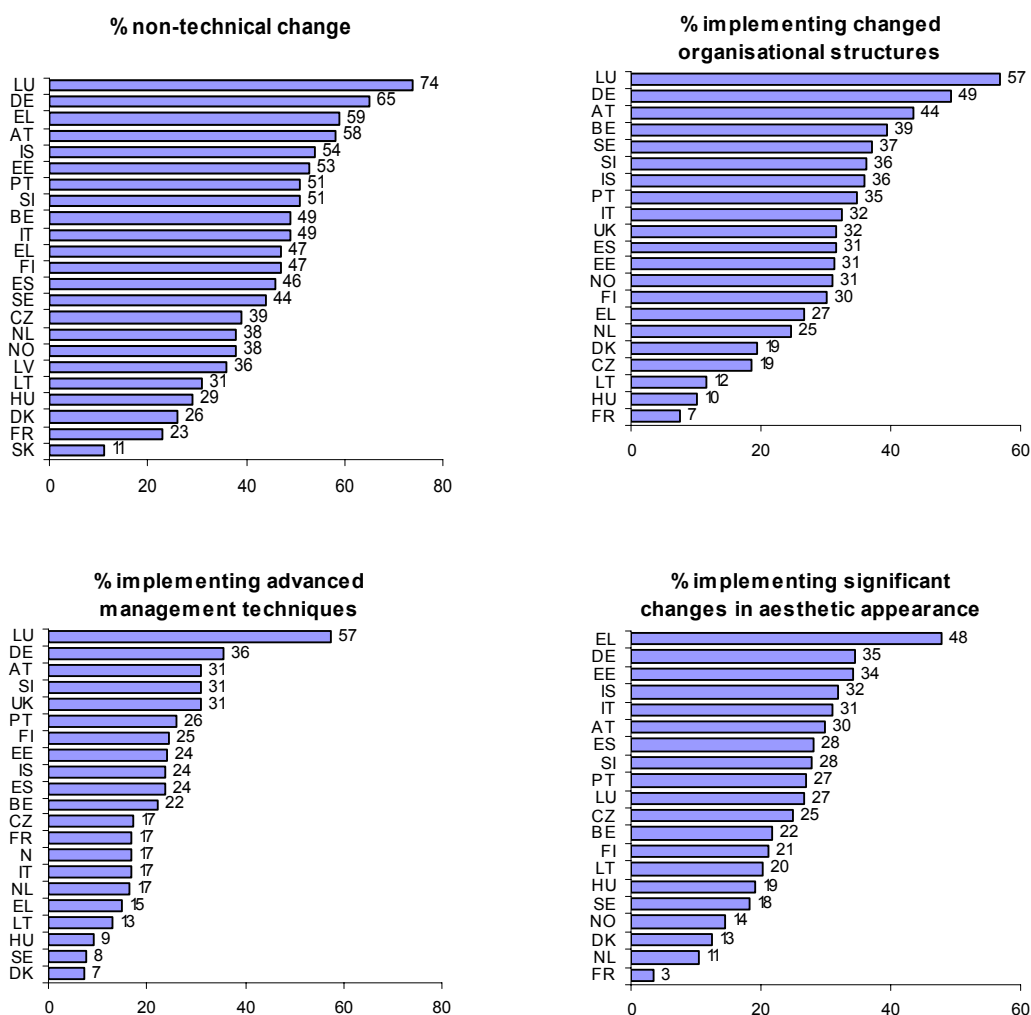 % non-technical change
LU 74
DE 65
EL 59
AT 58
IS 54
EE 53
PT 51
SI 51
BE 49
IT 49
EL 47
FI 47
ES 46
SE 44
CZ 39
NL 38
NO 38
LV 36
LT 31
HU 29
DK 26
FR 23
SK 11
0 20 40 60 80
% implementing changed
organisational structures
LU 57
DE 49
AT 44
BE 39
SE 37
SI 36
IS 36
PT 35
IT 32
UK 32
ES 31
EE 31
NO 31
FI 30
EL 27
NL 25
DK 19
CZ 19
LT 12
HU 10
FR 7
0 20 40 60
% implementing advanced
management techniques
LU 57
DE 36
AT 31
SI 31
UK 31
PT 26
FI 25
EE 24
IS 24
ES 24
BE 22
CZ 17
FR 17
N 17
IT 17
NL 17
EL 15
LT 13
HU 9
SE 8
DK 7
0 20 40 60 80
% implementing significant
changes in aesthetic appearance
EL 48
DE 35
EE 34
IS 32
IT 31
AT 30
ES 28
SI 28
PT 27
LU 27
CZ 25
BE 22
FI 21
LT 20
HU 19
SE 18
NO 14
DK 13
NL 11
FR 3
0 20 40 60